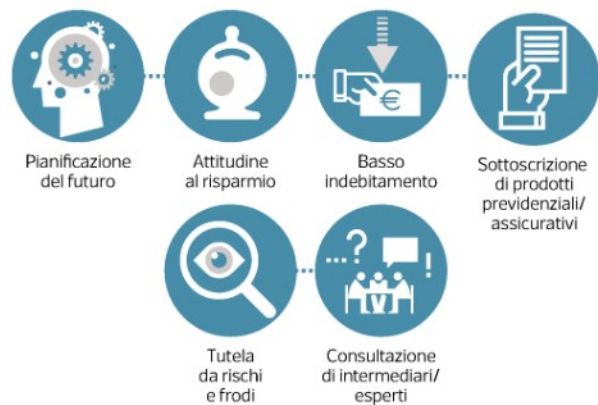 Pianificazione
del futuro
Attitudine
al risparmio
Basso
indebitamento
Sottoscrizione
di prodotti
previdenziali/
assicurativi
...?
!
€
Tutela
da rischi
e frodi
Consultazione
di intermediari/
esperti